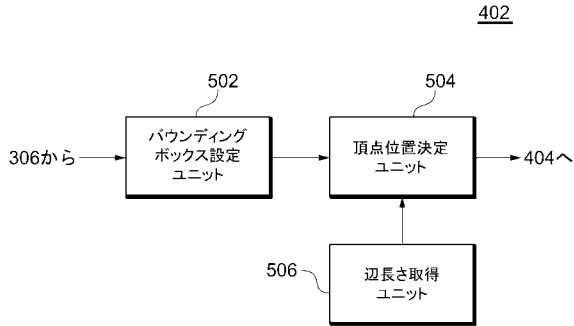 402
502
504
バウンディング
ボックス設定
ユニット
頂点位置決定
ユニット
306から
404へ
506
辺長さ取得
ユニット